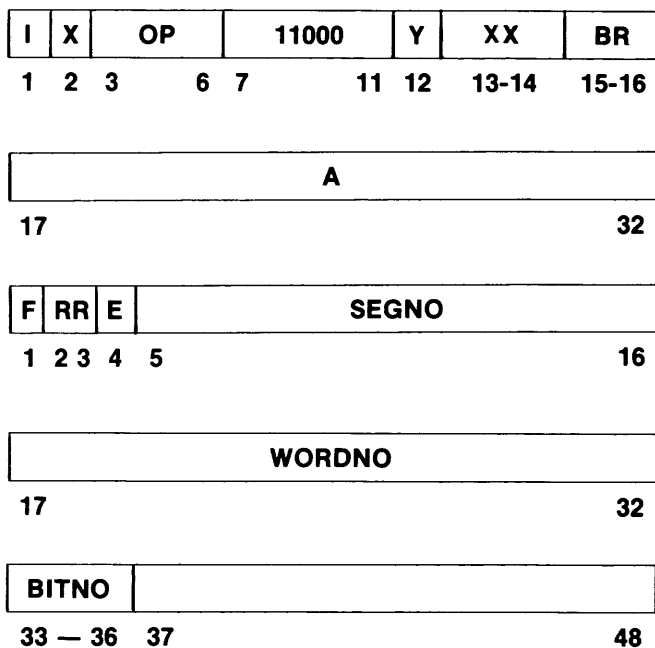 I X OP 11000 Y XX BR
1 2 3 6 7 11 12 13-14 15-16
A
17 32
F RR E SEGNO
1 2 3 4 5 16
WORDNO
17 32
BITNO
33 — 36 37 48